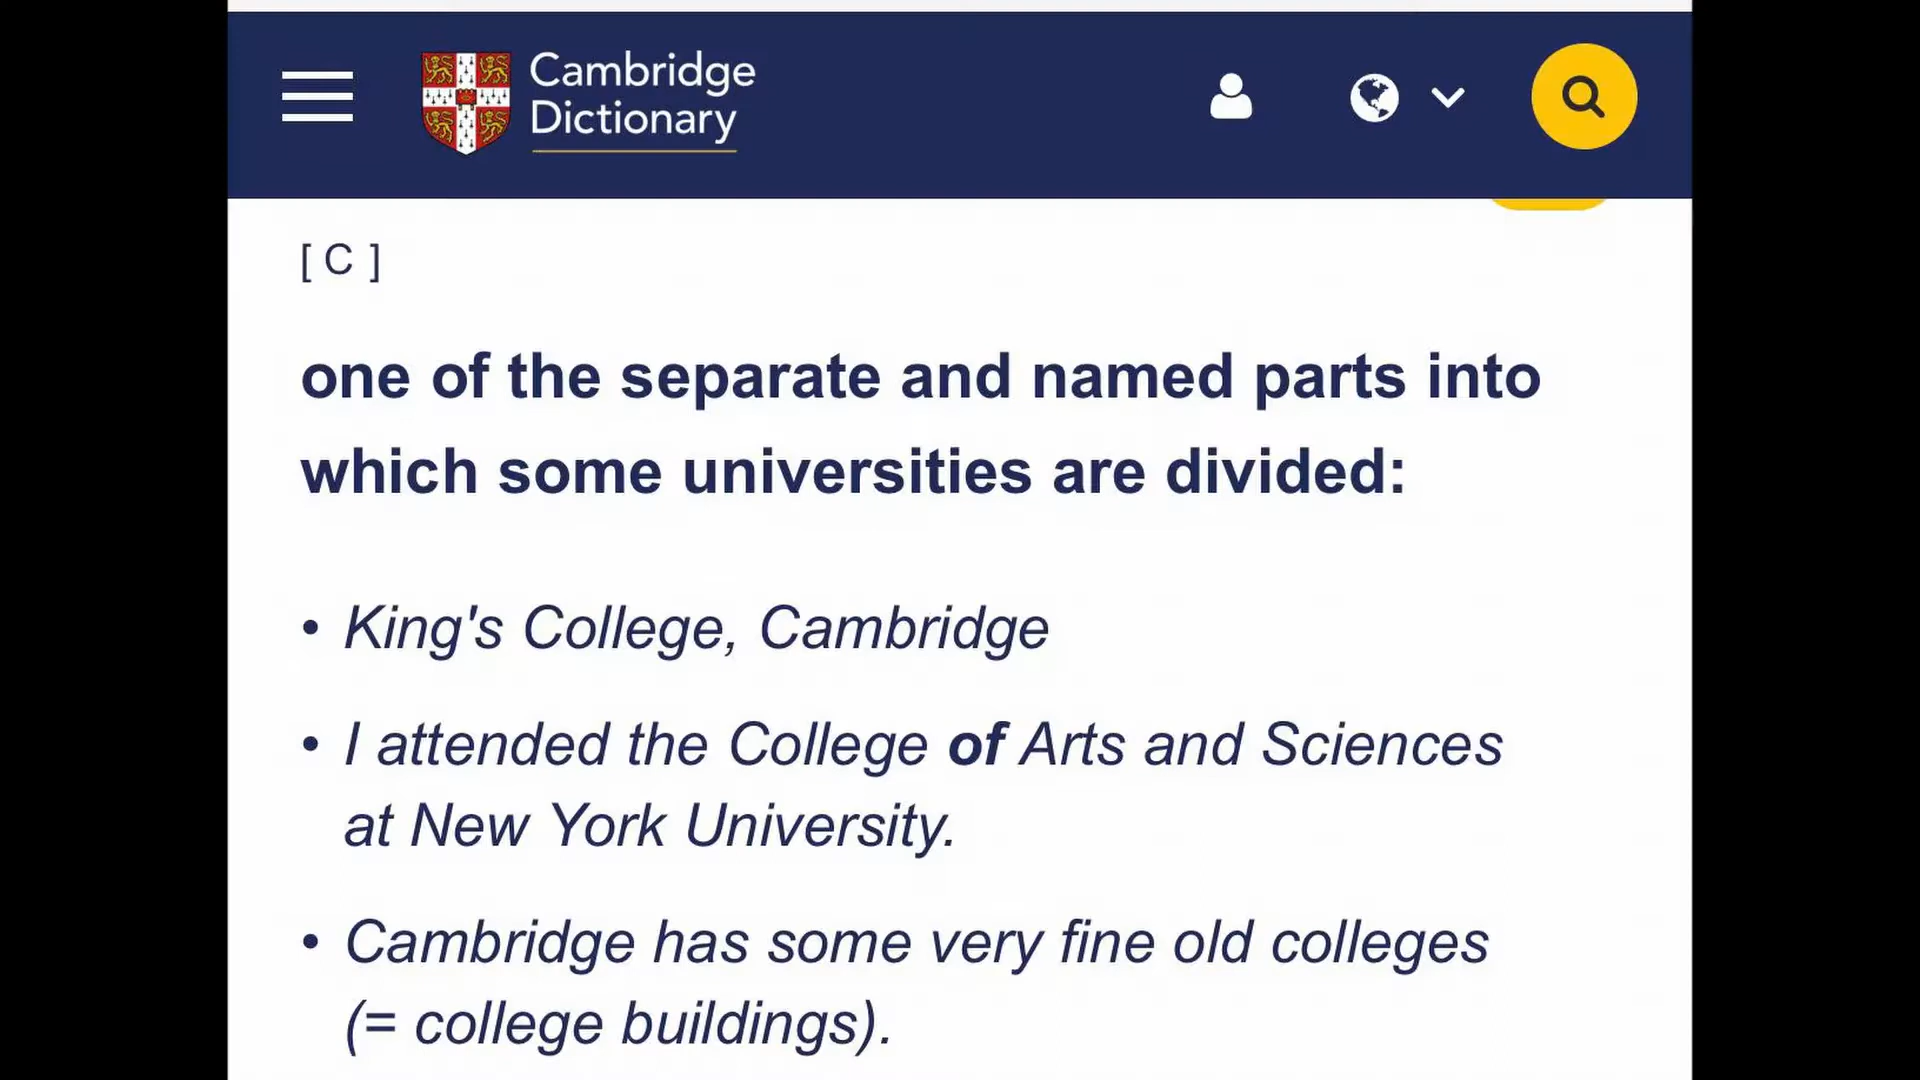 Cambridge
Dictionary
[ C ]
one of the separate and named parts into
which some universities are divided:
• King's College, Cambridge
• I attended the College of Arts and Sciences
at New York University.
• Cambridge has some very fine old colleges
(= college buildings).